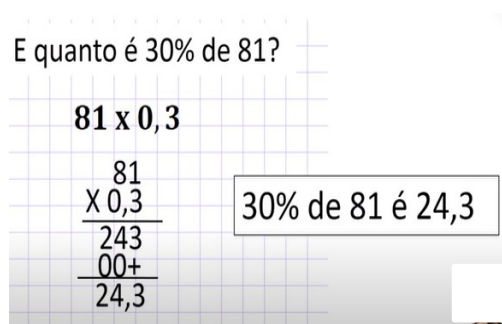 E quanto é 30% de 81?
81 x 0,3
81
X 0,3
243
00+
24,3
30% de 81 é 24,3